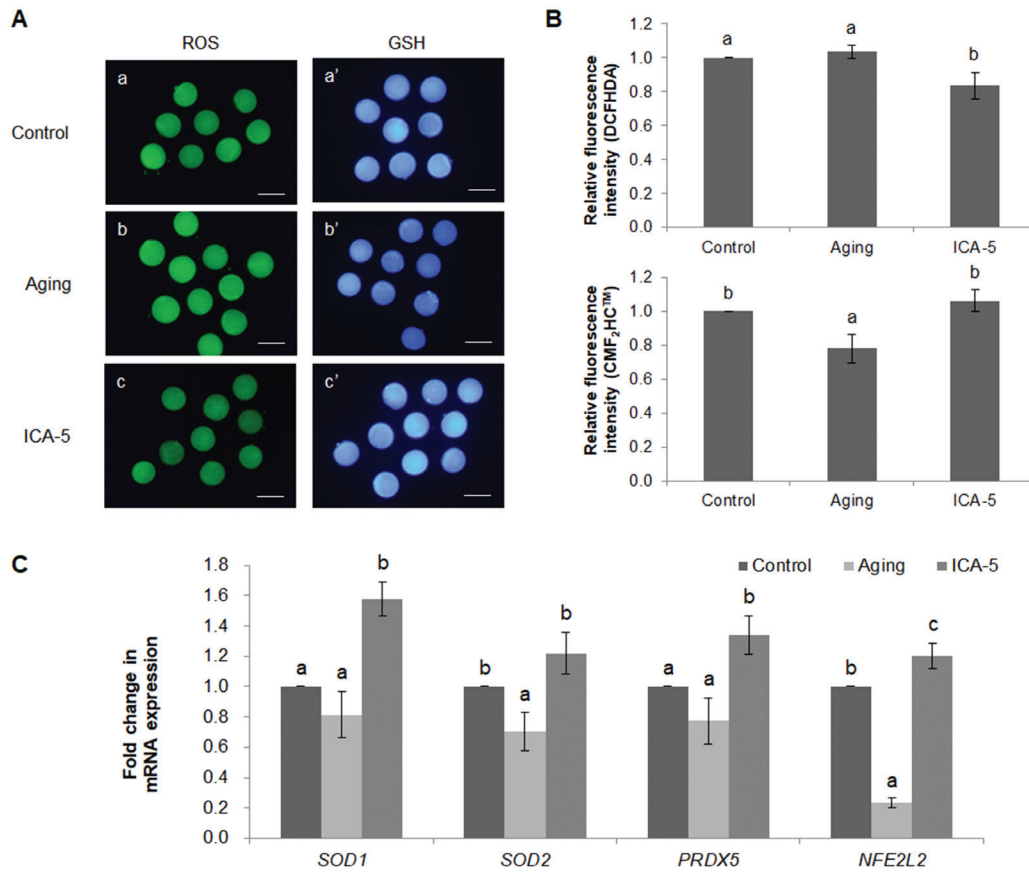 A
ROS GSH
Control
a a'
Aging
b b'
ICA-5
c c'
B
Relative fluorescence
intensity (DCFHDA)
1.2
1.0
0.8
0.6
0.4
0.2
0.0
a a b
Control Aging ICA-5
Relative fluorescence
intensity (CMF₂HC™)
1.2
1.0
0.8
0.6
0.4
0.2
0.0
b a b
Control Aging ICA-5
C
Control Aging ICA-5
Fold change in
mRNA expression
1.8
1.6
1.4
1.2
1.0
0.8
0.6
0.4
0.2
0.0
a a b
b a b
a a b
b a c
SOD1 SOD2 PRDX5 NFE2L2